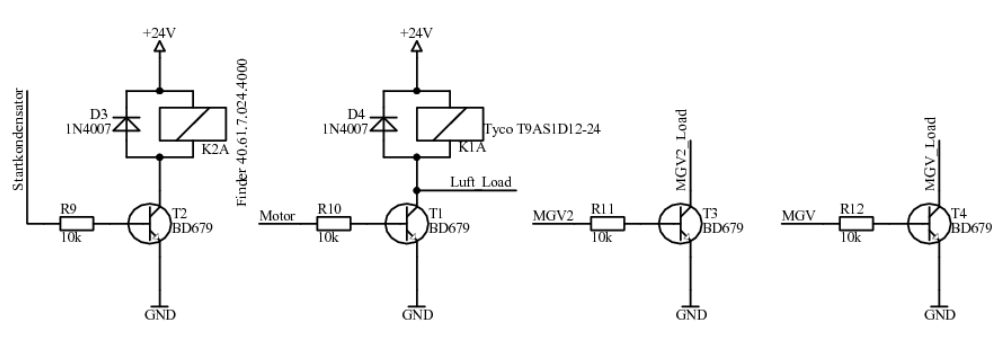 +24V
D3
1N4007
K2A
Finder 40.61.7.024.4000
Startkondensator
R9
10k
T2
BD679
GND
+24V
D4
1N4007
Tyco T9AS1D12-24
K1A
Luft_Load
Motor
R10
10k
T1
BD679
GND
MGV2_Load
MGV2
R11
10k
T3
BD679
GND
MGV_Load
MGV
R12
10k
T4
BD679
GND